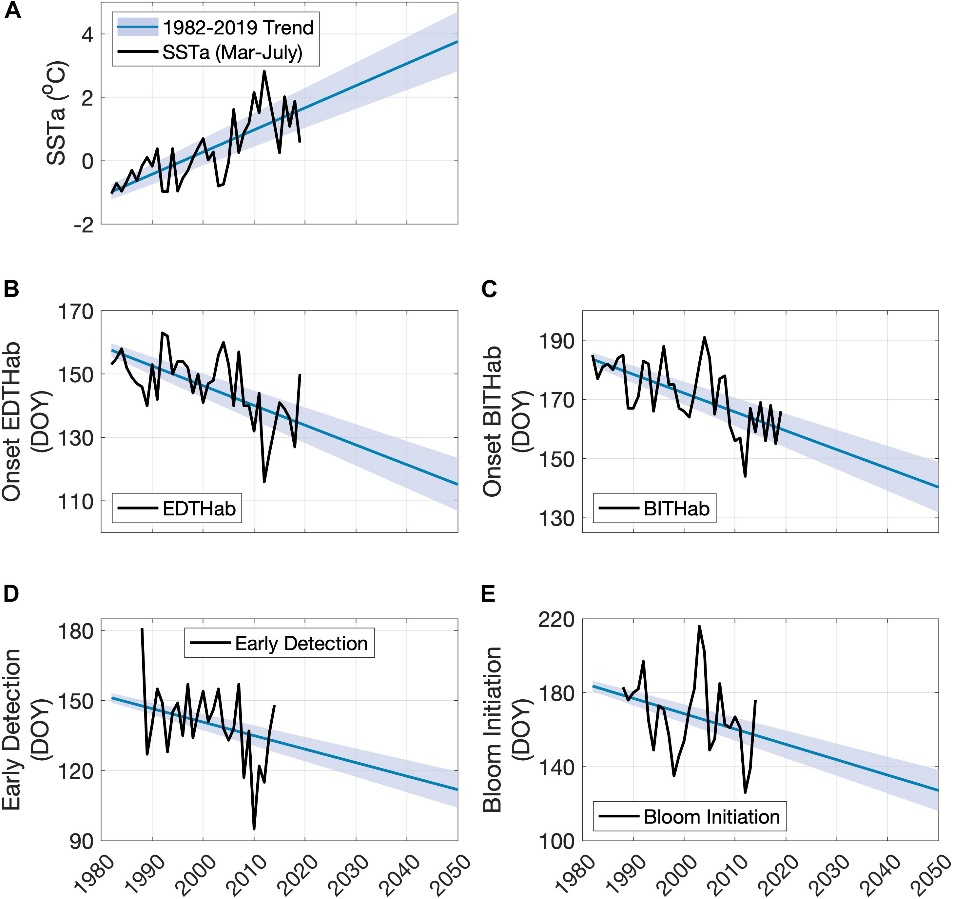 A
4
2
0
-2
SSTa (°C)
1982-2019 Trend
SSTa (Mar-July)
B
170
150
130
110
Onset EDTHab
(DOY)
EDTHab
C
190
170
150
130
Onset BITHab
(DOY)
BITHab
D
180
150
120
90
Early Detection
(DOY)
Early Detection
1980 1990 2000 2010 2020 2030 2040 2050
E
220
180
140
100
Bloom Initiation
(DOY)
Bloom Initiation
1980 1990 2000 2010 2020 2030 2040 2050